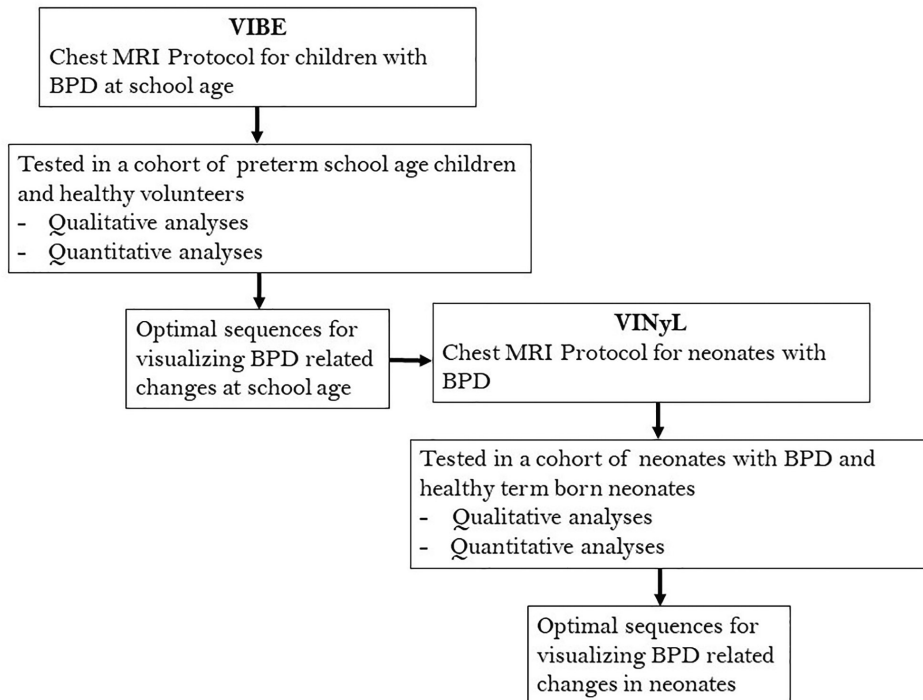 VIBE
Chest MRI Protocol for children with
BPD at school age
Tested in a cohort of preterm school age children
and healthy volunteers
- Qualitative analyses
- Quantitative analyses
Optimal sequences for
visualizing BPD related
changes at school age
VINyL
Chest MRI Protocol for neonates with
BPD
Tested in a cohort of neonates with BPD and
healthy term born neonates
- Qualitative analyses
- Quantitative analyses
Optimal sequences for
visualizing BPD related
changes in neonates